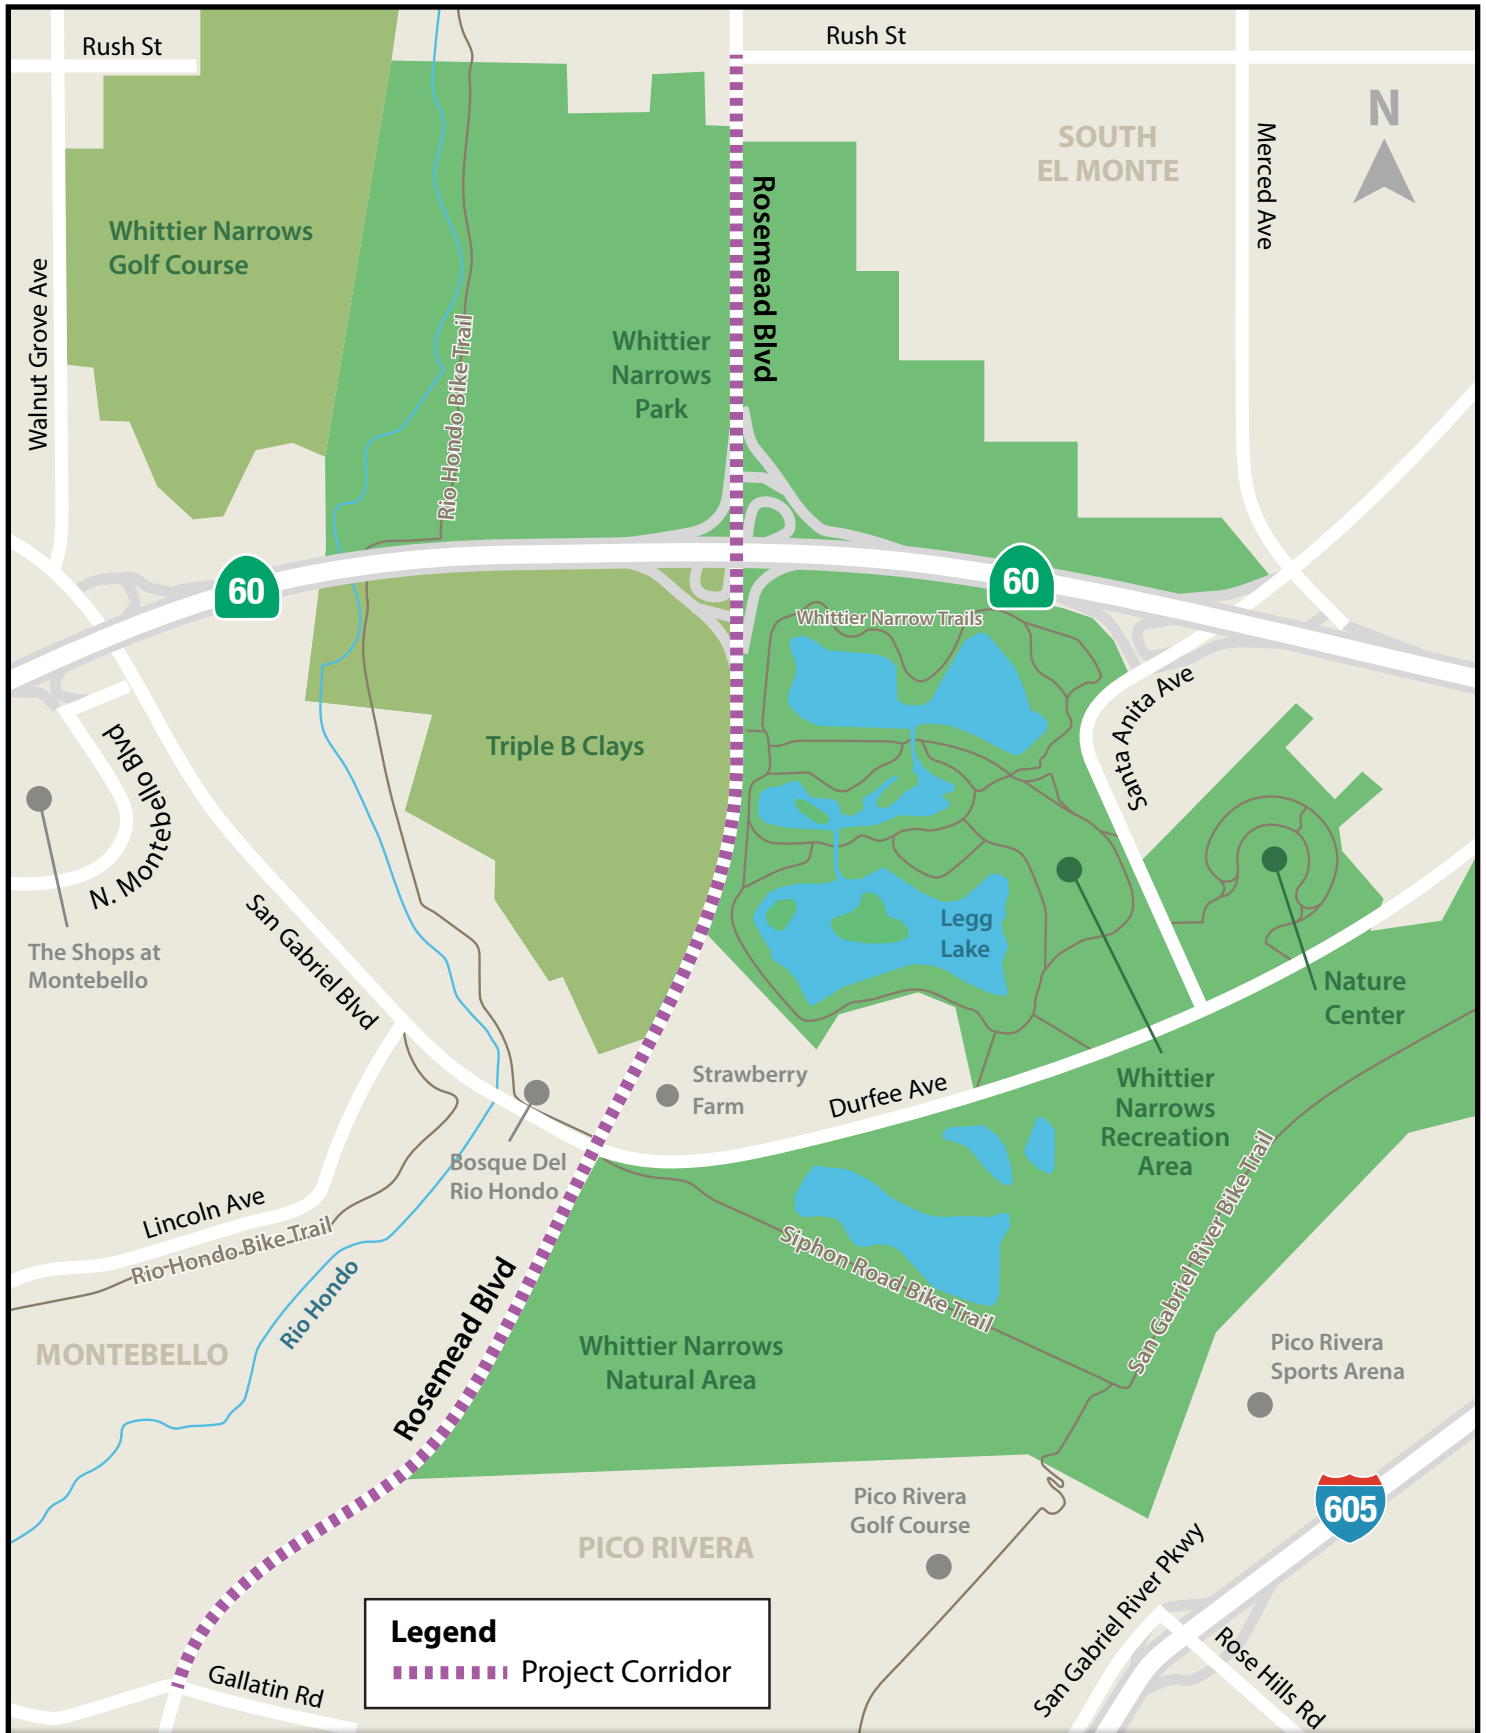 Rush St
Rush St
N
SOUTH
EL MONTE
Merced Ave
Whittier Narrows
Golf Course
Walnut Grove Ave
Rosemead Blvd
Rio Hondo Bike Trail
Whittier
Narrows
Park
60
60
Whittier Narrow Trails
Santa Anita Ave
N. Montebello Blvd
Triple B Clays
The Shops at
Montebello
San Gabriel Blvd
Legg
Lake
Nature
Center
Strawberry
Farm
Durfee Ave
Whittier
Narrows
Recreation
Area
Bosque Del
Rio Hondo
Lincoln Ave
Rio Hondo Bike Trail
Rio Hondo
Siphon Road Bike Trail
San Gabriel River Bike Trail
Rosemead Blvd
MONTEBELLO
Whittier Narrows
Natural Area
Pico Rivera
Sports Arena
Pico Rivera
Golf Course
605
PICO RIVERA
San Gabriel River Pkwy
Rose Hills Rd
Gallatin Rd
Legend
Project Corridor